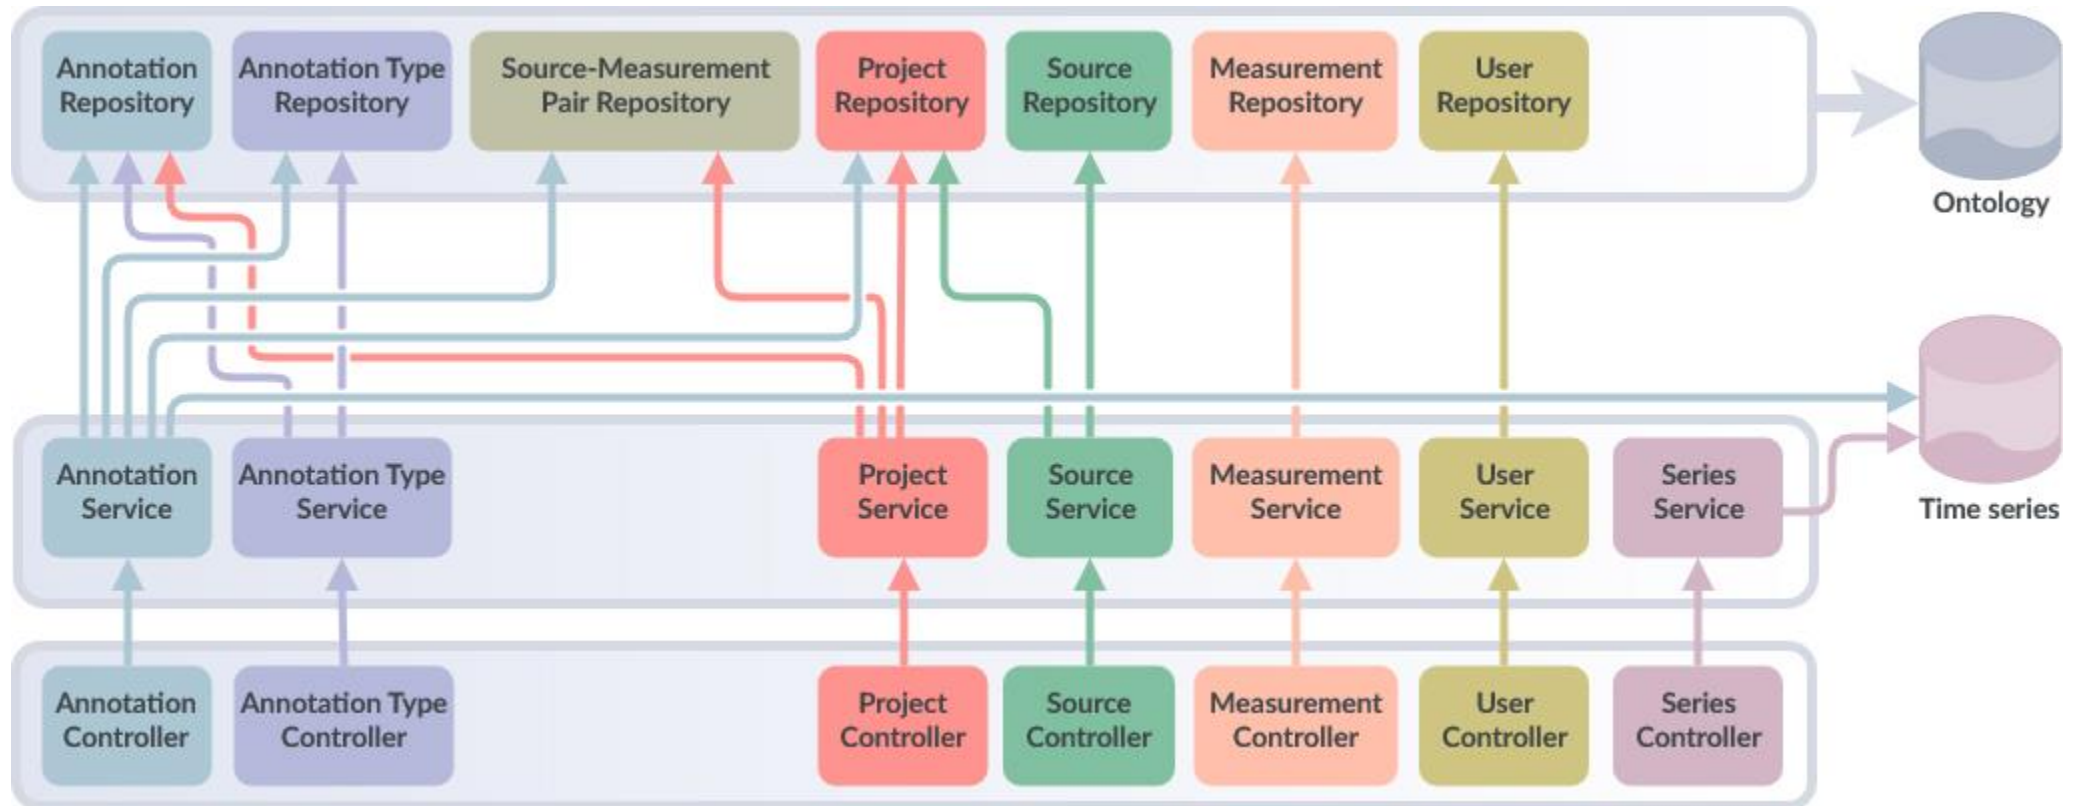 Annotation
Repository
Annotation Type
Repository
Source-Measurement
Pair Repository
Project
Repository
Source
Repository
Measurement
Repository
User
Repository
Ontology
Time series
Annotation
Service
Annotation Type
Service
Project
Service
Source
Service
Measurement
Service
User
Service
Series
Service
Annotation
Controller
Annotation Type
Controller
Project
Controller
Source
Controller
Measurement
Controller
User
Controller
Series
Controller